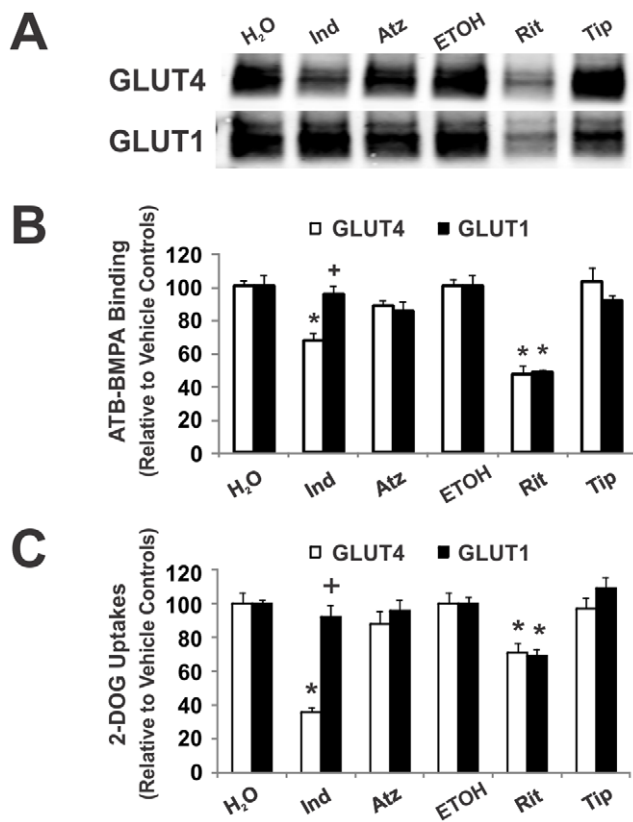 A
H₂O Ind Atz ETOH Rit Tip
GLUT4
GLUT1
B
GLUT4 GLUT1
ATB-BMPA Binding
(Relative to Vehicle Controls)
120
100
80
60
40
20
0
+
*
* *
H₂O Ind Atz ETOH Rit Tip
C
GLUT4 GLUT1
2-DOG Uptakes
(Relative to Vehicle Controls)
120
100
80
60
40
20
0
+
*
* *
H₂O Ind Atz ETOH Rit Tip